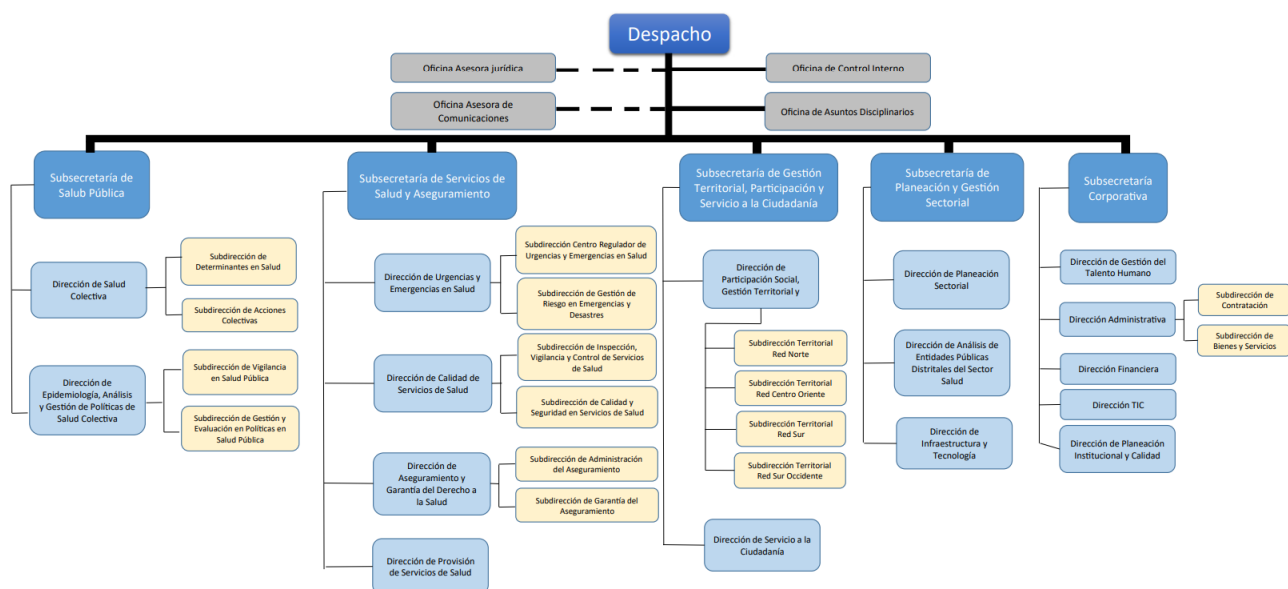 Despacho
Oficina Asesora jurídica
Oficina de Control Interno
Oficina Asesora de
Comunicaciones
Oficina de Asuntos Disciplinarios
Subsecretaría de
Salub Pública
Subsecretaría de Servicios de
Salud y Aseguramiento
Subsecretaría de Gestión
Territorial, Participación y
Servicio a la Ciudadanía
Subsecretaría de
Planeación y Gestión
Sectorial
Subsecretaría
Corporativa
Dirección de Salud
Colectiva
Subdirección de
Determinantes en Salud
Subdirección de Acciones
Colectivas
Dirección de
Epidemiología, Análisis
y Gestión de Políticas de
Salud Colectiva
Subdirección de Vigilancia
en Salud Pública
Subdirección de Gestión y
Evaluación en Políticas en
Salud Pública
Dirección de Urgencias y
Emergencias en Salud
Subdirección Centro Regulador de
Urgencias y Emergencias en Salud
Subdirección de Gestión de
Riesgo en Emergencias y
Desastres
Dirección de Calidad de
Servicios de Salud
Subdirección de Inspección,
Vigilancia y Control de Servicios
de Salud
Subdirección de Calidad y
Seguridad en Servicios de Salud
Dirección de
Aseguramiento y
Garantía del Derecho a
la Salud
Subdirección de Administración
del Aseguramiento
Subdirección de Garantía del
Aseguramiento
Dirección de Provisión
de Servicios de Salud
Dirección de
Participación Social,
Gestión Territorial y
Subdirección Territorial
Red Norte
Subdirección Territorial
Red Centro Oriente
Subdirección Territorial
Red Sur
Subdirección Territorial
Red Sur Occidente
Dirección de Servicio a la
Ciudadanía
Dirección de Planeación
Sectorial
Dirección de Análisis de
Entidades Públicas
Distritales del Sector
Salud
Dirección de
Infraestructura y
Tecnología
Dirección de Gestión del
Talento Humano
Dirección Administrativa
Subdirección de
Contratación
Subdirección de
Bienes y Servicios
Dirección Financiera
Dirección TIC
Dirección de Planeación
Institucional y Calidad